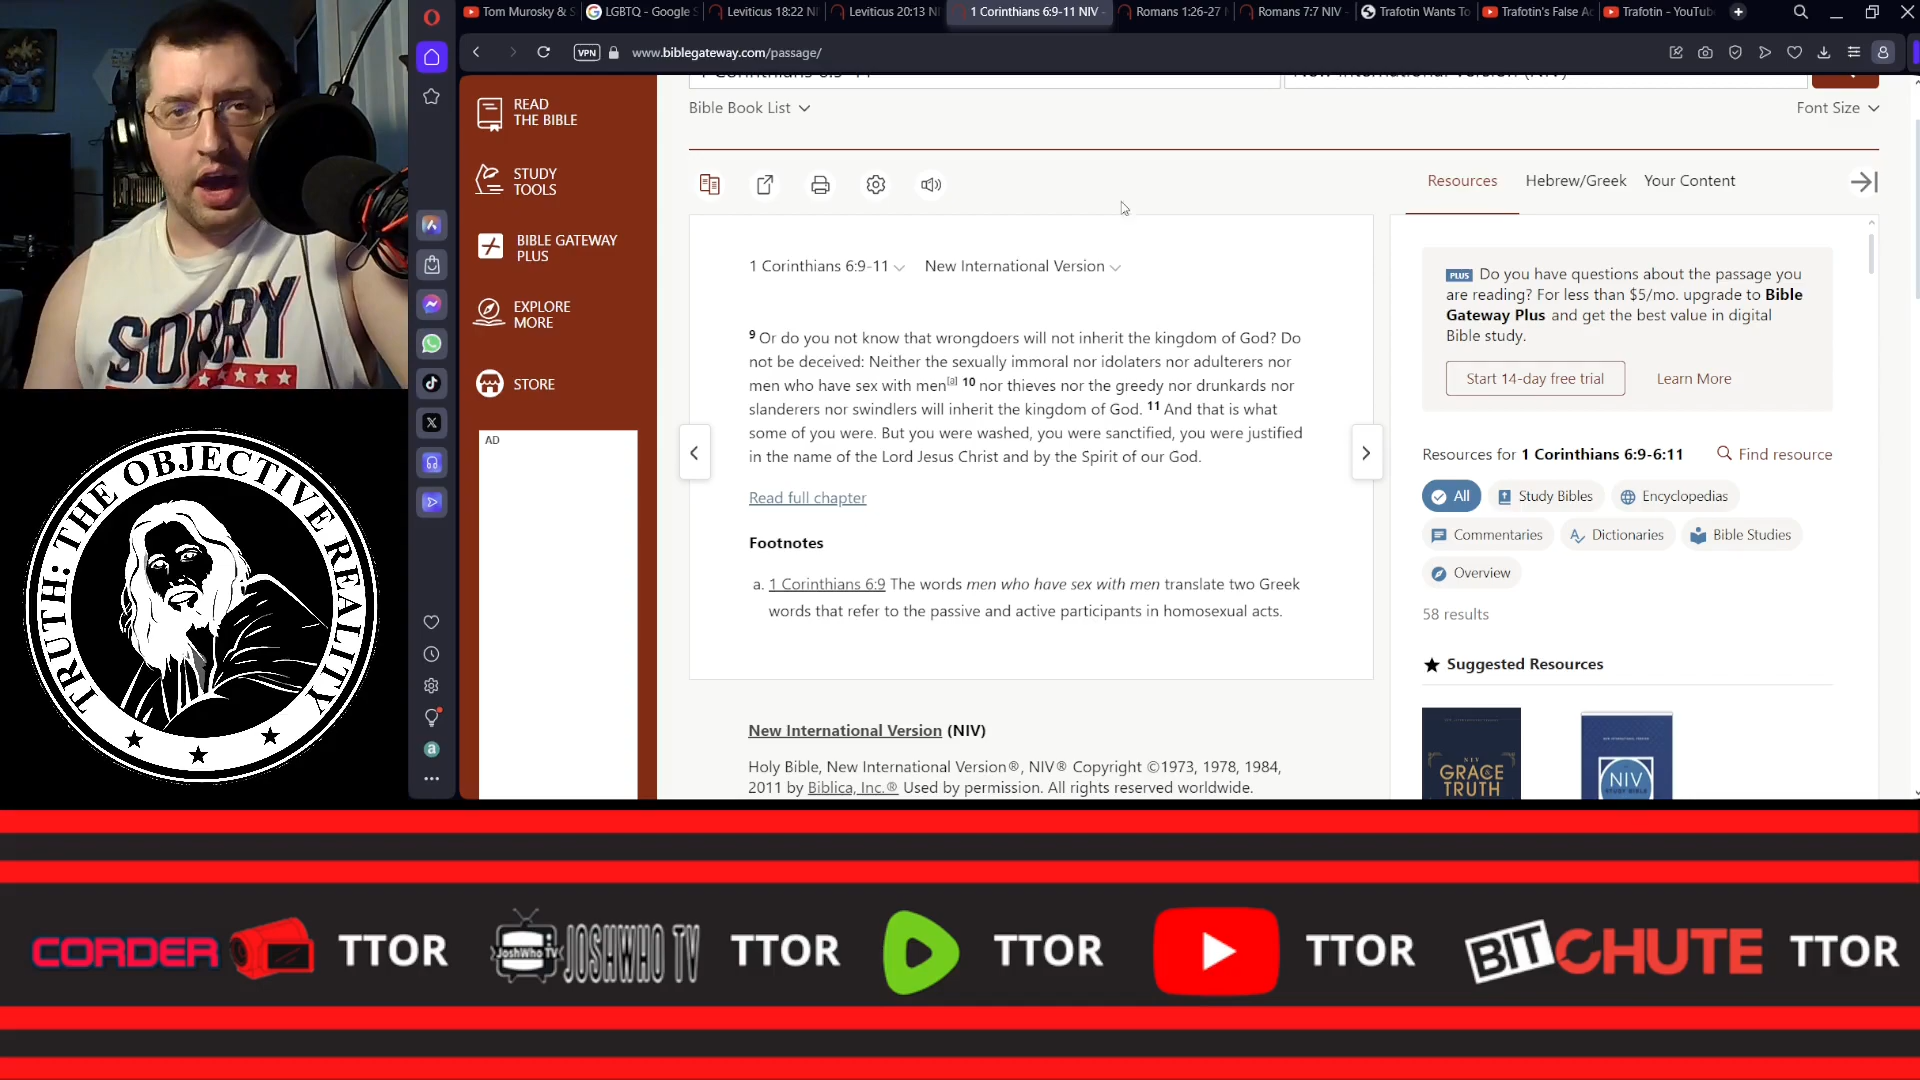 Tom Murosky &
LGBTQ - Google S
Leviticus 18:22 NI
Leviticus 20:13 NI
1 Corinthians 6:9-11 NIV -
Romans 1:26-27
Romans 7:7 NIV -
Trafotin Wants To
Trafotin's False Ac
Trafotin - YouTub
VPN
www.biblegateway.com/passage/
READ
THE BIBLE
STUDY
TOOLS
BIBLE GATEWAY
PLUS
EXPLORE
MORE
STORE
AD
Bible Book List
Font Size
1 Corinthians 6:9-11
New International Version
9 Or do you not know that wrongdoers will not inherit the kingdom of God? Do
not be deceived: Neither the sexually immoral nor idolaters nor adulterers nor
men who have sex with men[a] 10 nor thieves nor the greedy nor drunkards nor
slanderers nor swindlers will inherit the kingdom of God. 11 And that is what
some of you were. But you were washed, you were sanctified, you were justified
in the name of the Lord Jesus Christ and by the Spirit of our God.
Read full chapter
Footnotes
a. 1 Corinthians 6:9 The words men who have sex with men translate two Greek
words that refer to the passive and active participants in homosexual acts.
New International Version (NIV)
Holy Bible, New International Version®, NIV® Copyright ©1973, 1978, 1984,
2011 by Biblica, Inc.® Used by permission. All rights reserved worldwide.
Resources
Hebrew/Greek
Your Content
PLUS Do you have questions about the passage you
are reading? For less than $5/mo. upgrade to Bible
Gateway Plus and get the best value in digital
Bible study.
Start 14-day free trial
Learn More
Resources for 1 Corinthians 6:9-6:11
Find resource
All
Study Bibles
Encyclopedias
Commentaries
Dictionaries
Bible Studies
Overview
58 results
Suggested Resources
NIV
GRACE
TRUTH
NIV
SORRY
TRUTH: THE OBJECTIVE REALITY
CORDER
TTOR
JoshWho TV
JOSHWHO TV
TTOR
TTOR
TTOR
BITCHUTE
TTOR